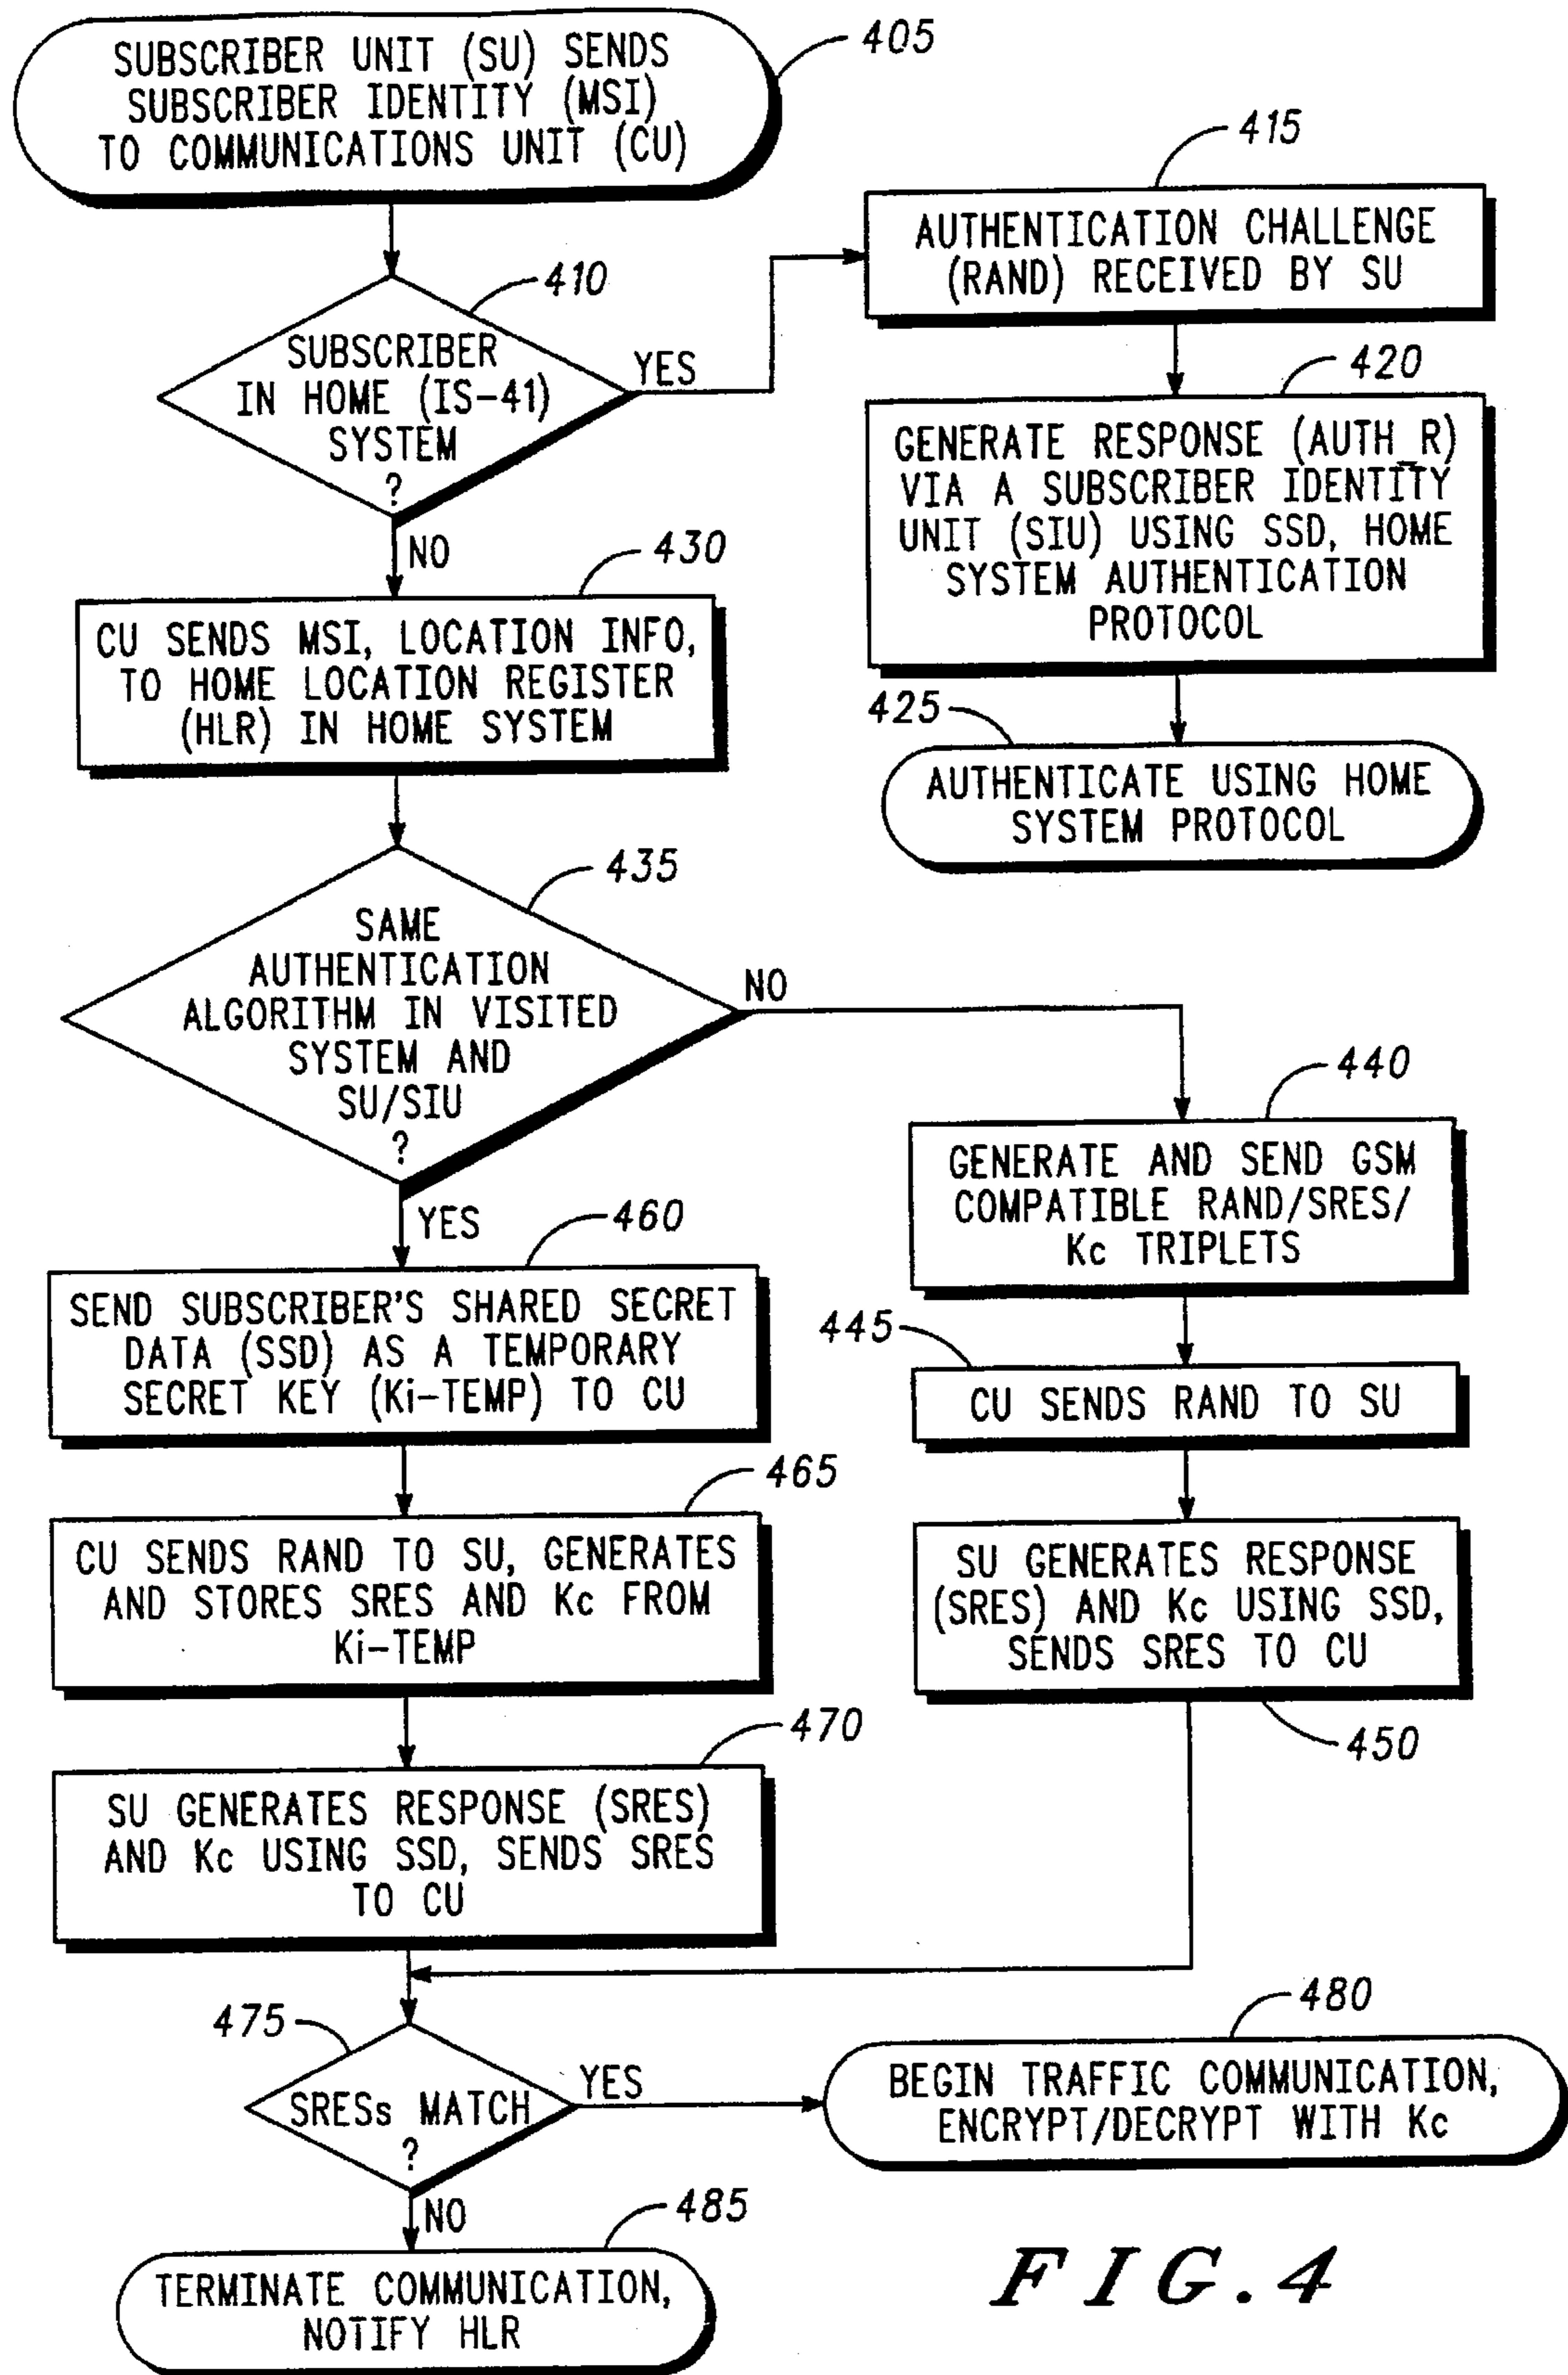 SUBSCRIBER UNIT (SU) SENDS
SUBSCRIBER IDENTITY (MSI)
TO COMMUNICATIONS UNIT (CU)
405
410
SUBSCRIBER
IN HOME (IS-41)
SYSTEM
?
YES
NO
415
AUTHENTICATION CHALLENGE
(RAND) RECEIVED BY SU
420
GENERATE RESPONSE (AUTH_R)
VIA A SUBSCRIBER IDENTITY
UNIT (SIU) USING SSD, HOME
SYSTEM AUTHENTICATION
PROTOCOL
425
AUTHENTICATE USING HOME
SYSTEM PROTOCOL
430
CU SENDS MSI, LOCATION INFO,
TO HOME LOCATION REGISTER
(HLR) IN HOME SYSTEM
435
SAME
AUTHENTICATION
ALGORITHM IN VISITED
SYSTEM AND
SU/SIU
?
NO
YES
440
GENERATE AND SEND GSM
COMPATIBLE RAND/SRES/
Kc TRIPLETS
445
CU SENDS RAND TO SU
SU GENERATES RESPONSE
(SRES) AND Kc USING SSD,
SENDS SRES TO CU
450
460
SEND SUBSCRIBER'S SHARED SECRET
DATA (SSD) AS A TEMPORARY
SECRET KEY (Ki-TEMP) TO CU
465
CU SENDS RAND TO SU, GENERATES
AND STORES SRES AND Kc FROM
Ki-TEMP
470
SU GENERATES RESPONSE (SRES)
AND Kc USING SSD, SENDS SRES
TO CU
475
SRESs MATCH
?
YES
NO
480
BEGIN TRAFFIC COMMUNICATION,
ENCRYPT/DECRYPT WITH Kc
485
TERMINATE COMMUNICATION,
NOTIFY HLR
FIG.4